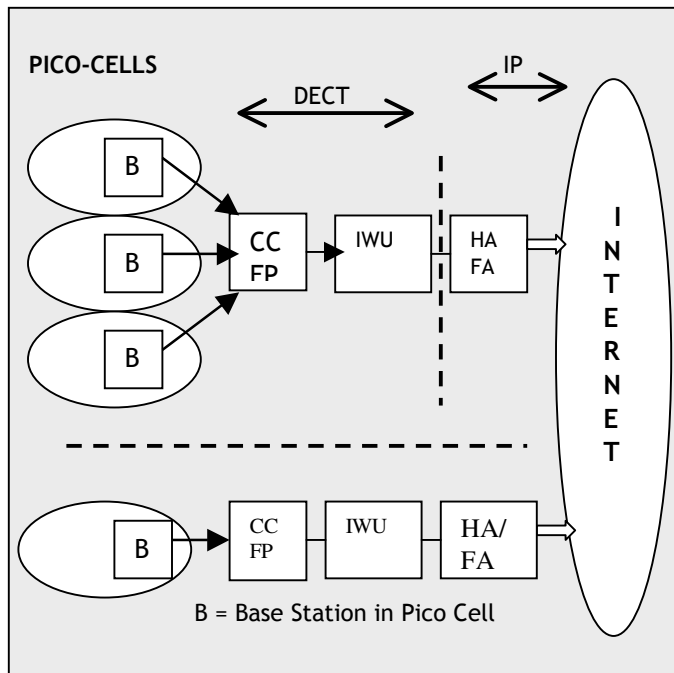 PICO-CELLS
DECT
IP
B
B
B
CC
FP
IWU
HA
FA
INTERNET
B
CC
FP
IWU
HA/
FA
B = Base Station in Pico Cell